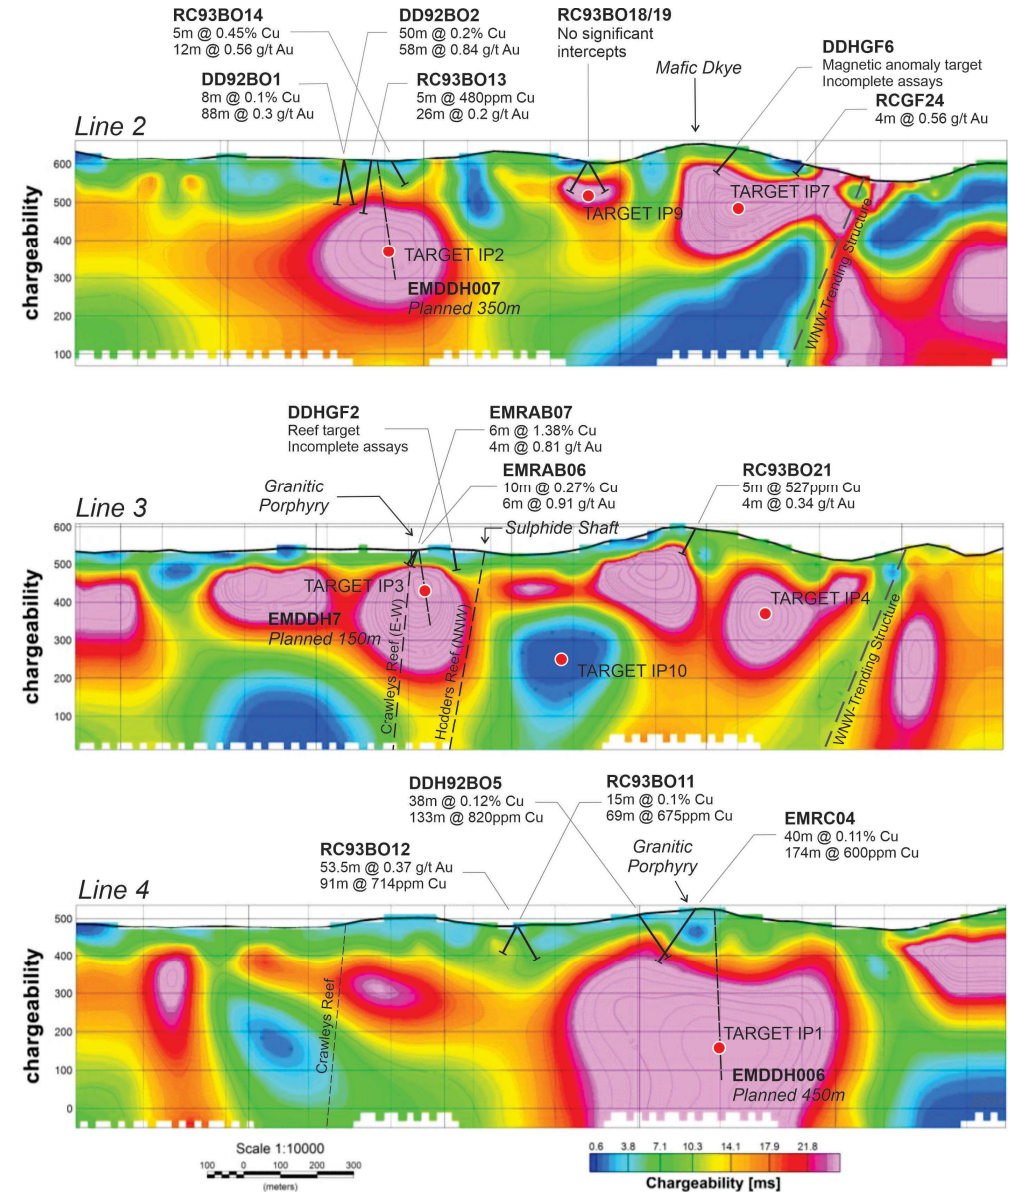 RC93BO14
5m @ 0.45% Cu
12m @ 0.56 g/t Au
DD92BO2
50m @ 0.2% Cu
58m @ 0.84 g/t Au
RC93BO18/19
No significant
intercepts
DDHGF6
Magnetic anomaly target
Incomplete assays
Mafic Dkye
DD92BO1
8m @ 0.1% Cu
88m @ 0.3 g/t Au
RC93BO13
5m @ 480ppm Cu
26m @ 0.2 g/t Au
RCGF24
4m @ 0.56 g/t Au
Line 2
chargeability
600
500
400
300
200
100
TARGET IP2
EMDDH007
Planned 350m
TARGET IP9
TARGET IP7
WNW-Trending Structure
DDHGF2
Reef target
Incomplete assays
EMRAB07
6m @ 1.38% Cu
4m @ 0.81 g/t Au
EMRAB06
10m @ 0.27% Cu
6m @ 0.91 g/t Au
RC93BO21
5m @ 527ppm Cu
4m @ 0.34 g/t Au
Granitic
Porphyry
Sulphide Shaft
Line 3
chargeability
600
500
400
300
200
100
TARGET IP3
EMDDH7
Planned 150m
Crawleys Reef (E-W)
Hodders Reef (NNW)
TARGET IP10
TARGET IP4
WNW-Trending Structure
DDH92BO5
38m @ 0.12% Cu
133m @ 820ppm Cu
RC93BO11
15m @ 0.1% Cu
69m @ 675ppm Cu
EMRC04
40m @ 0.11% Cu
174m @ 600ppm Cu
RC93BO12
53.5m @ 0.37 g/t Au
91m @ 714ppm Cu
Granitic
Porphyry
Line 4
chargeability
500
400
300
200
100
0
Crawleys Reef
TARGET IP1
EMDDH006
Planned 450m
Scale 1:10000
100 0 100 200 300
(meters)
0.6 3.8 7.1 10.3 14.1 17.9 21.8
Chargeability [ms]